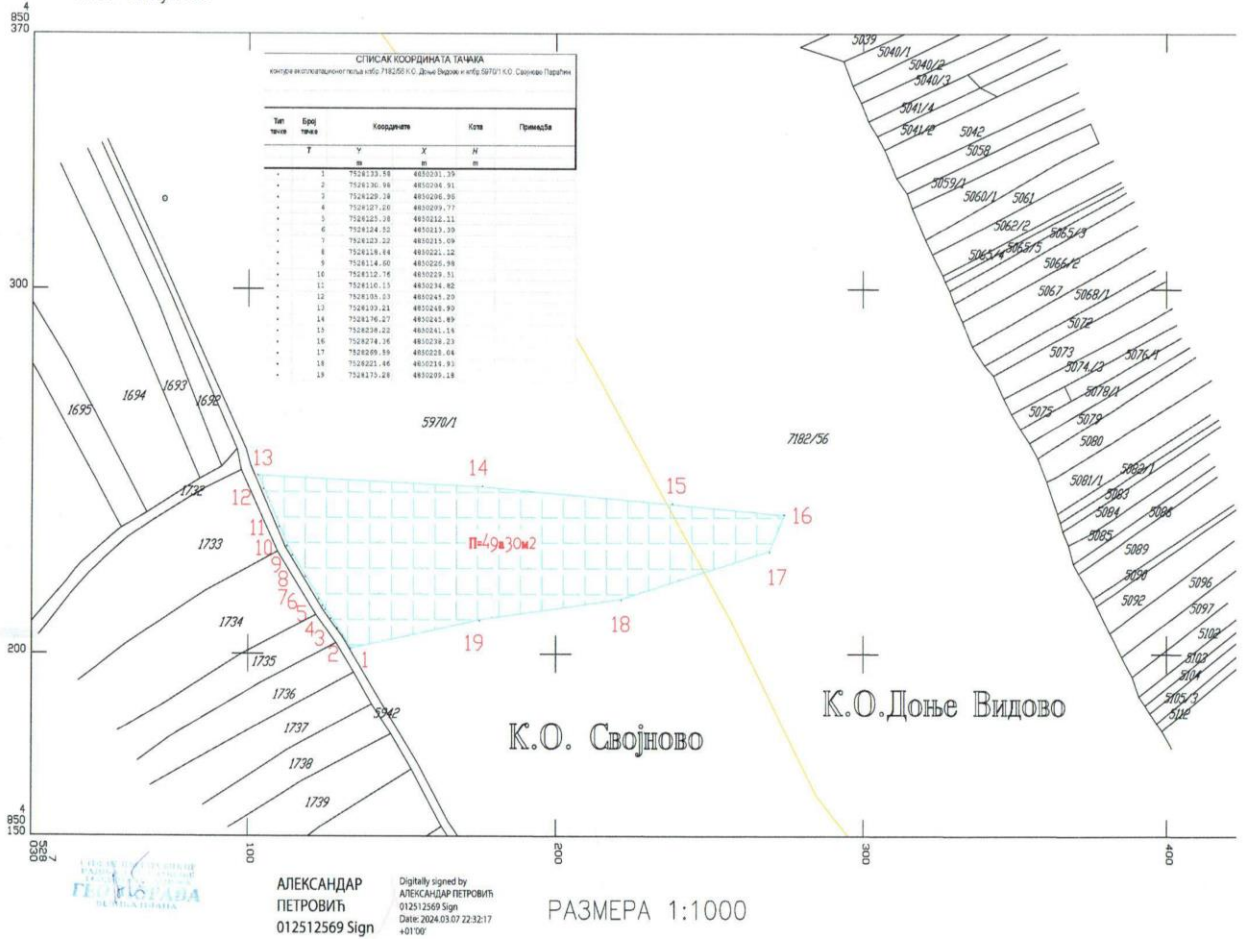 4
850
370
СПИСАК КООРДИНАТА ТАЧАКА
Тип тачке Број тачке Координате Кота Примедба
Т Y X H
m m m
1 7528133.58 4850201.39
2 7528130.96 4850204.91
3 7528129.38 4850206.96
4 7528127.20 4850209.77
5 7528125.38 4850212.11
6 7528124.52 4850213.39
7 7528123.22 4850215.09
8 7528118.84 4850221.12
9 7528114.60 4850226.98
10 7528112.76 4850229.51
11 7528110.13 4850234.82
12 7528105.03 4850245.20
13 7528103.21 4850248.90
14 7528176.27 4850245.89
15 7528238.22 4850241.14
16 7528274.36 4850238.23
17 7528269.99 4850228.04
18 7528221.46 4850214.93
19 7528175.28 4850209.18
5039
5040/1
5040/2
5040/3
5041/4
5041/2
5042
5058
5059/1
5060/1
5061
5062/2
5065/3
5065/5
5065/4
5066/2
300
5067
5068/1
5072
5073
5076/1
5074/3
5078/1
5075
5079
5080
5081/1
5082/1
5083
5084
5086
5085
5089
5090
5092
5096
5097
5102
5103
5104
5105/3
5112
1695
1694
1693
1692
5970/1
7182/56
13
14
15
16
17
18
19
12
11
10
9
8
7
6
5
4
3
2
1
П=49а30м2
1732
1733
1734
1735
1736
1737
1738
1739
5942
200
К.О. Својново
К.О.Доње Видово
4
850
150
7
528
030
100
200
300
400
АЛЕКСАНДАР
ПЕТРОВИЋ
012512569 Sign
Digitally signed by
АЛЕКСАНДАР ПЕТРОВИЋ
012512569 Sign
Date: 2024.03.07 22:32:17
+01'00'
РАЗМЕРА 1:1000